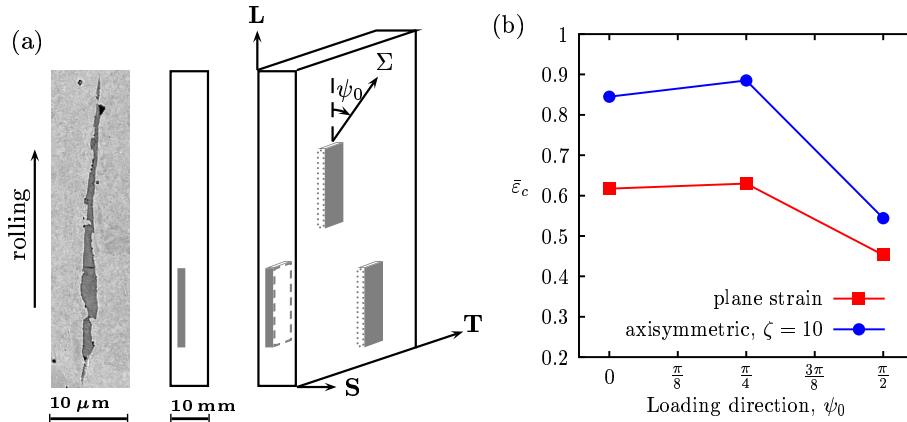 (a)
L
Σ
ψ₀
rolling
T
S
10 μm
10 mm
(b)
1
0.9
0.8
0.7
0.6
0.5
0.4
0.3
0.2
ε̄_c
plane strain
axisymmetric, ζ = 10
0
π/8
π/4
3π/8
π/2
Loading direction, ψ₀